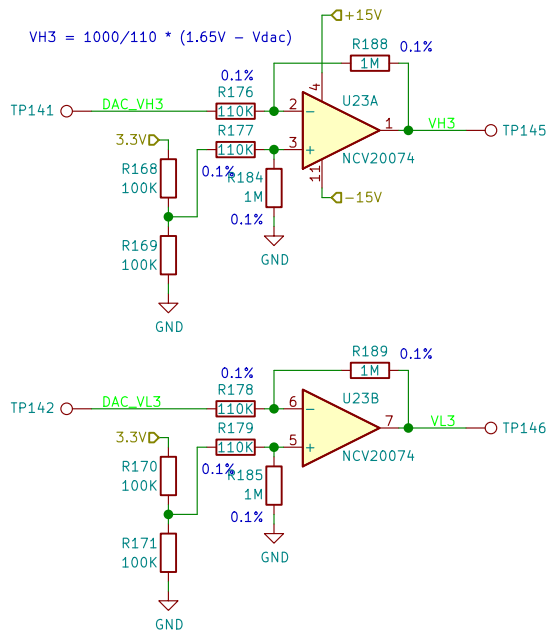 +15V
VH3 = 1000/110 * (1.65V - Vdac)
R188
0.1%
1M
0.1%
R176
4
U23A
TP141
DAC_VH3
110K
2
-
1
VH3
TP145
R177
3.3V
110K
3
+
NCV20074
R168
100K
0.1%
R184
1M
11
-15V
0.1%
R169
100K
GND
GND
R189
0.1%
1M
0.1%
R178
U23B
TP142
DAC_VL3
110K
6
-
7
VL3
TP146
R179
3.3V
110K
5
+
NCV20074
R170
100K
0.1%
R185
1M
0.1%
R171
100K
GND
GND